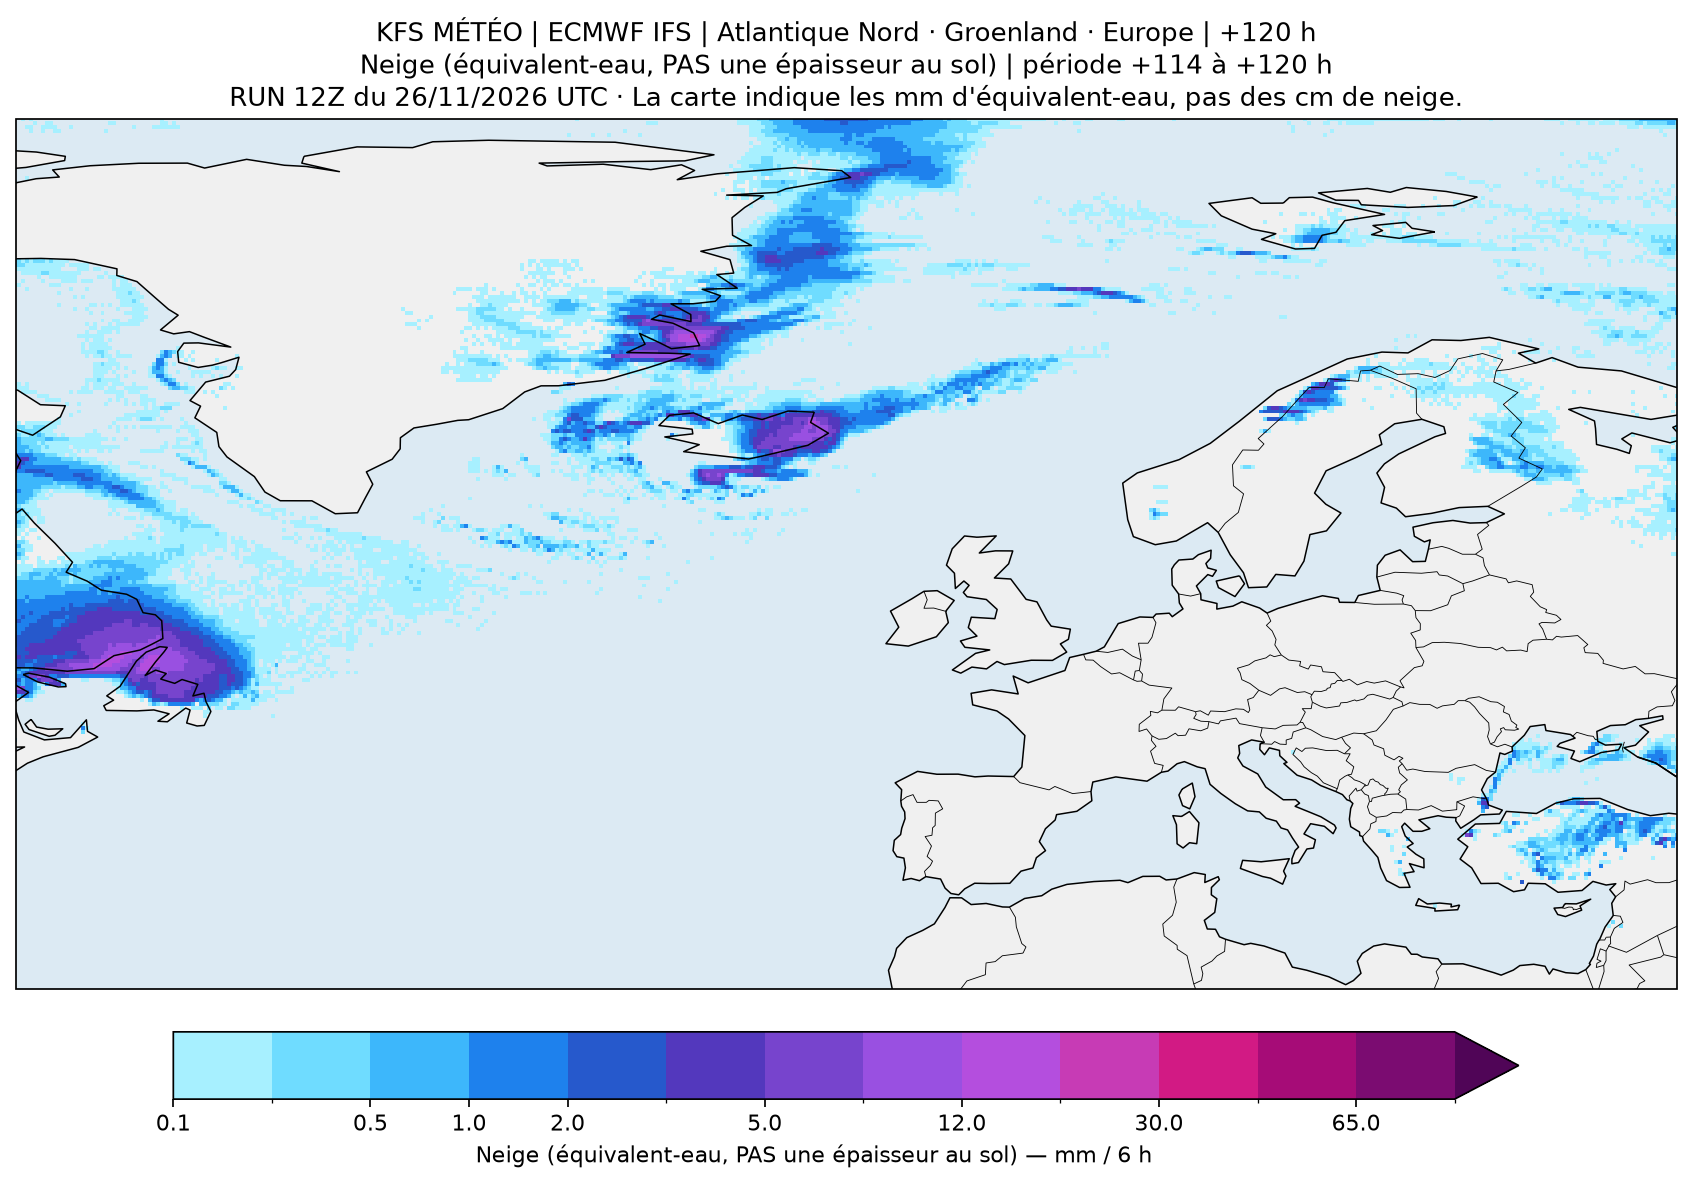 KFS MÉTÉO | ECMWF IFS | Atlantique Nord · Groenland · Europe | +120 h
Neige (équivalent-eau, PAS une épaisseur au sol) | période +114 à +120 h
RUN 12Z du 26/11/2026 UTC · La carte indique les mm d'équivalent-eau, pas des cm de neige.
0.1 0.5 1.0 2.0 5.0 12.0 30.0 65.0
Neige (équivalent-eau, PAS une épaisseur au sol) — mm / 6 h